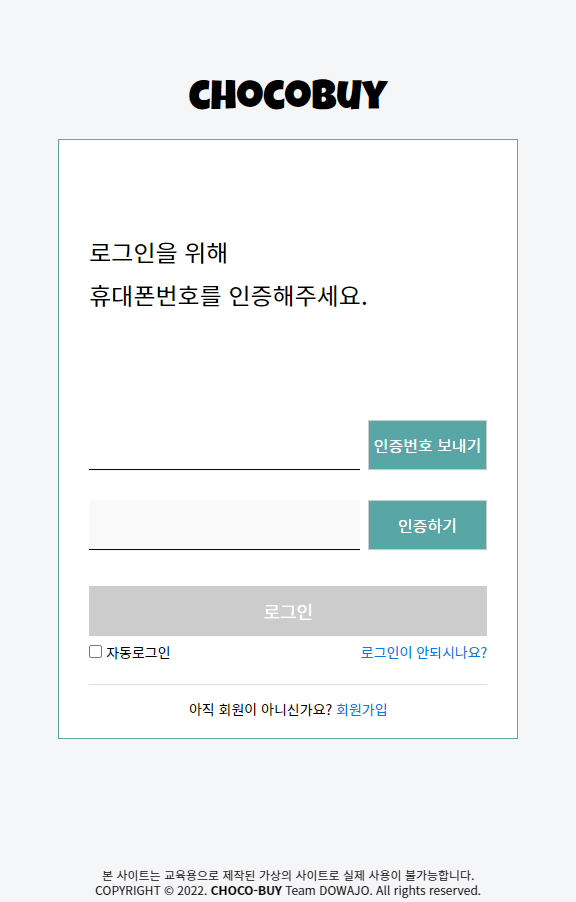 CHOCOBUY
로그인을 위해
휴대폰번호를 인증해주세요.
인증번호 보내기
인증하기
로그인
자동로그인 로그인이 안되시나요?
아직 회원이 아니신가요? 회원가입
본 사이트는 교육용으로 제작된 가상의 사이트로 실제 사용이 불가능합니다.
COPYRIGHT © 2022. CHOCO-BUY Team DOWAJO. All rights reserved.